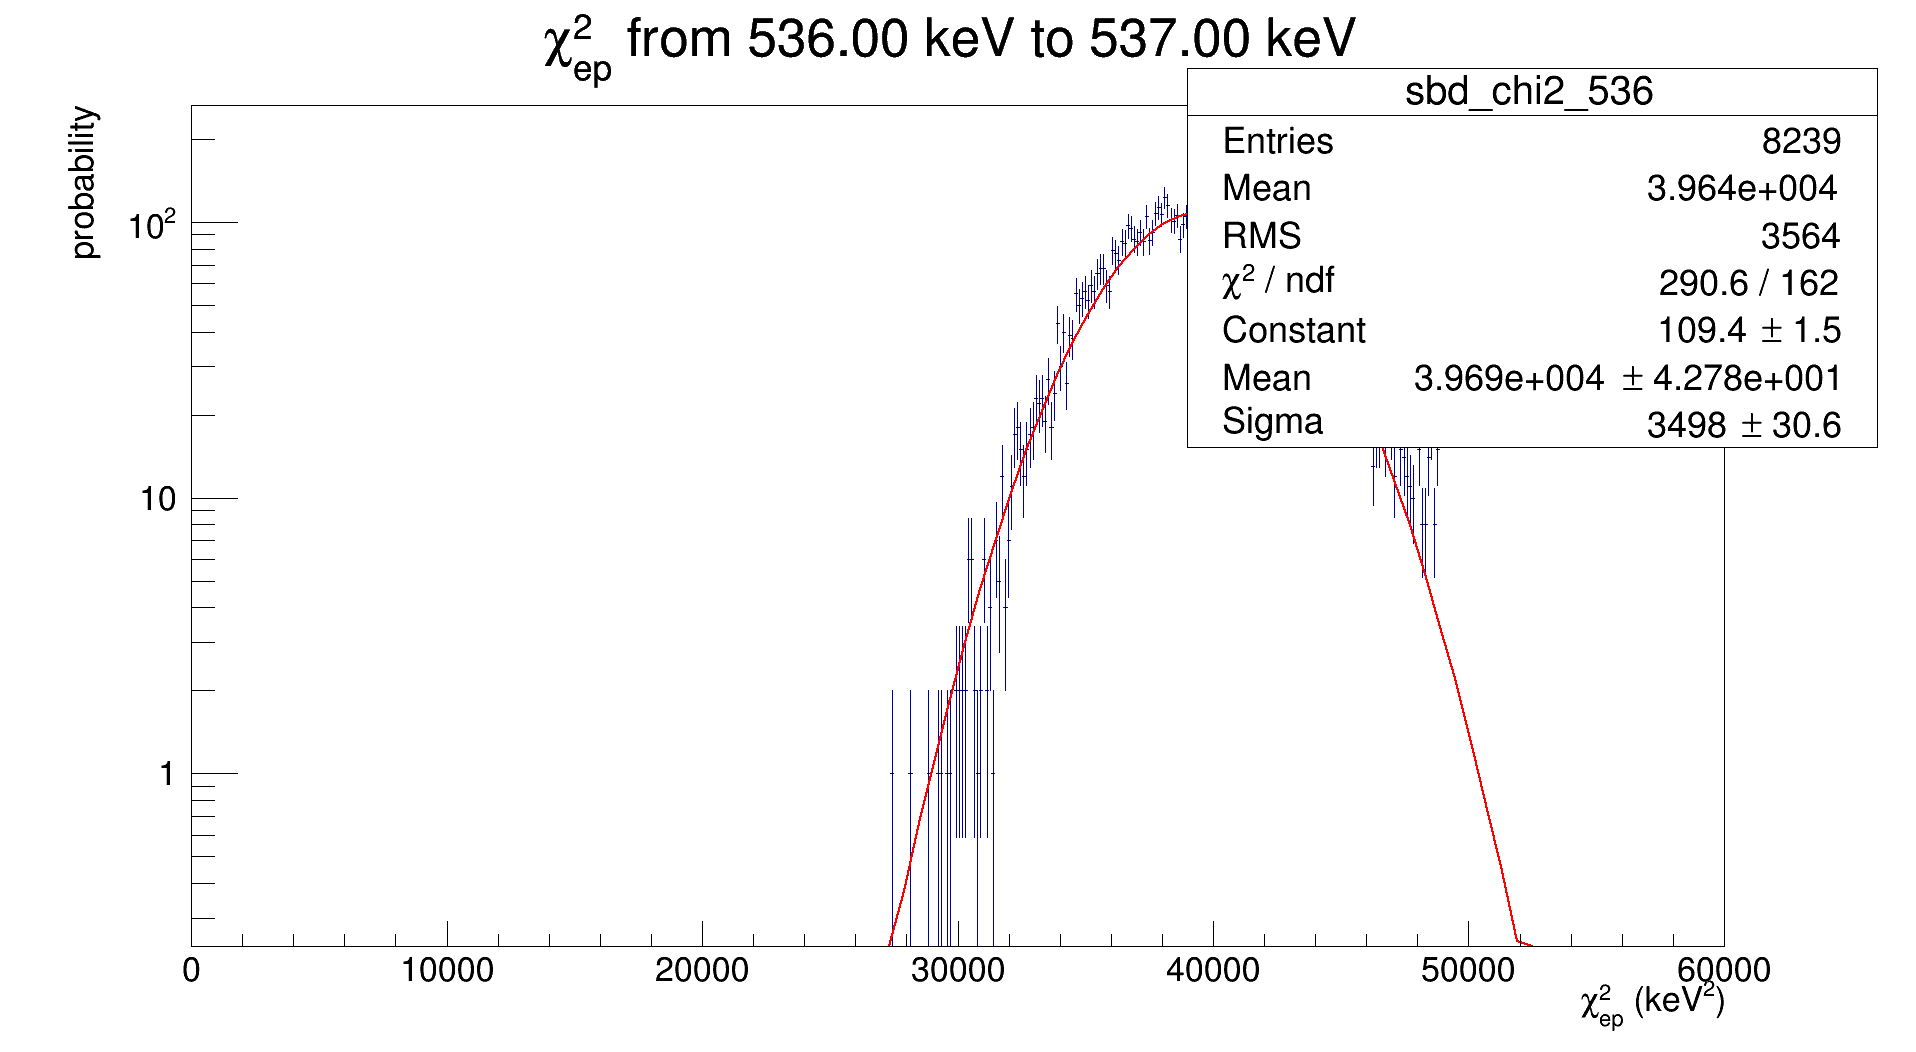 χ²ep from 536.00 keV to 537.00 keV
sbd_chi2_536
Entries 8239
Mean 3.964e+004
RMS 3564
χ² / ndf 290.6 / 162
Constant 109.4 ± 1.5
Mean 3.969e+004 ± 4.278e+001
Sigma 3498 ± 30.6
probability
10²
10
1
0 10000 20000 30000 40000 50000 60000
χ²ep (keV²)